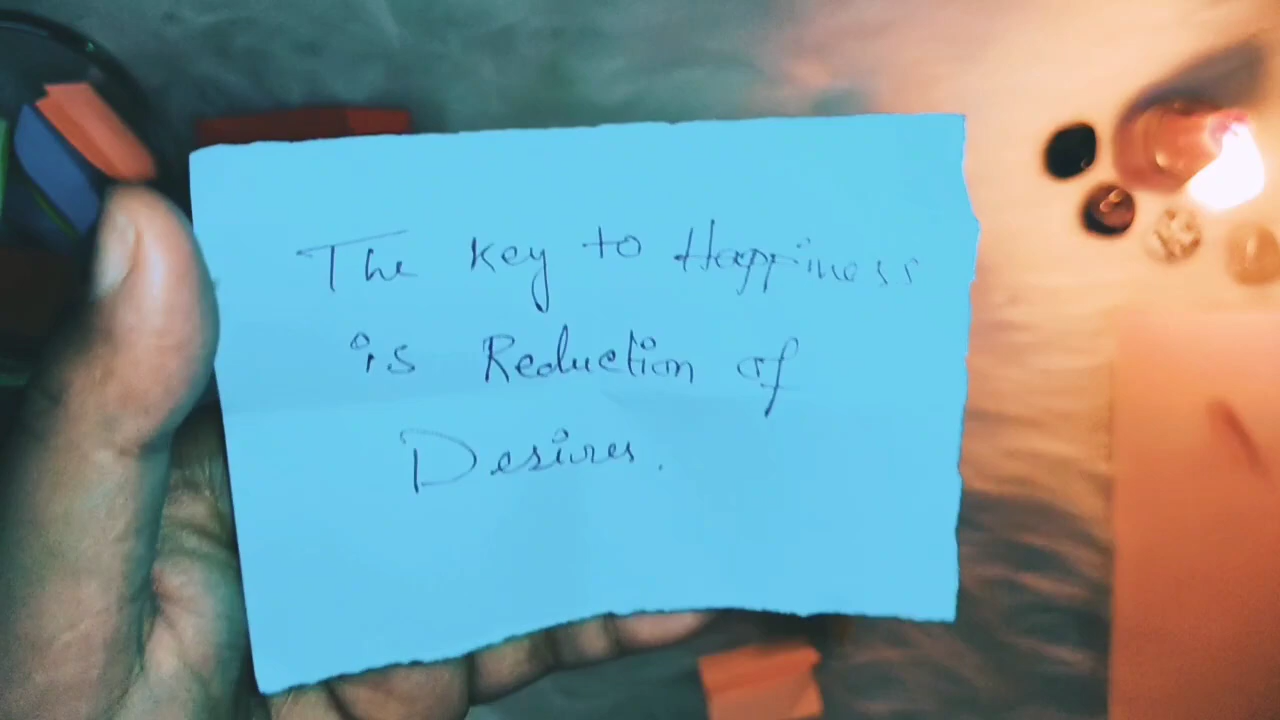 The key to Happiness
is Reduction of
Desires.